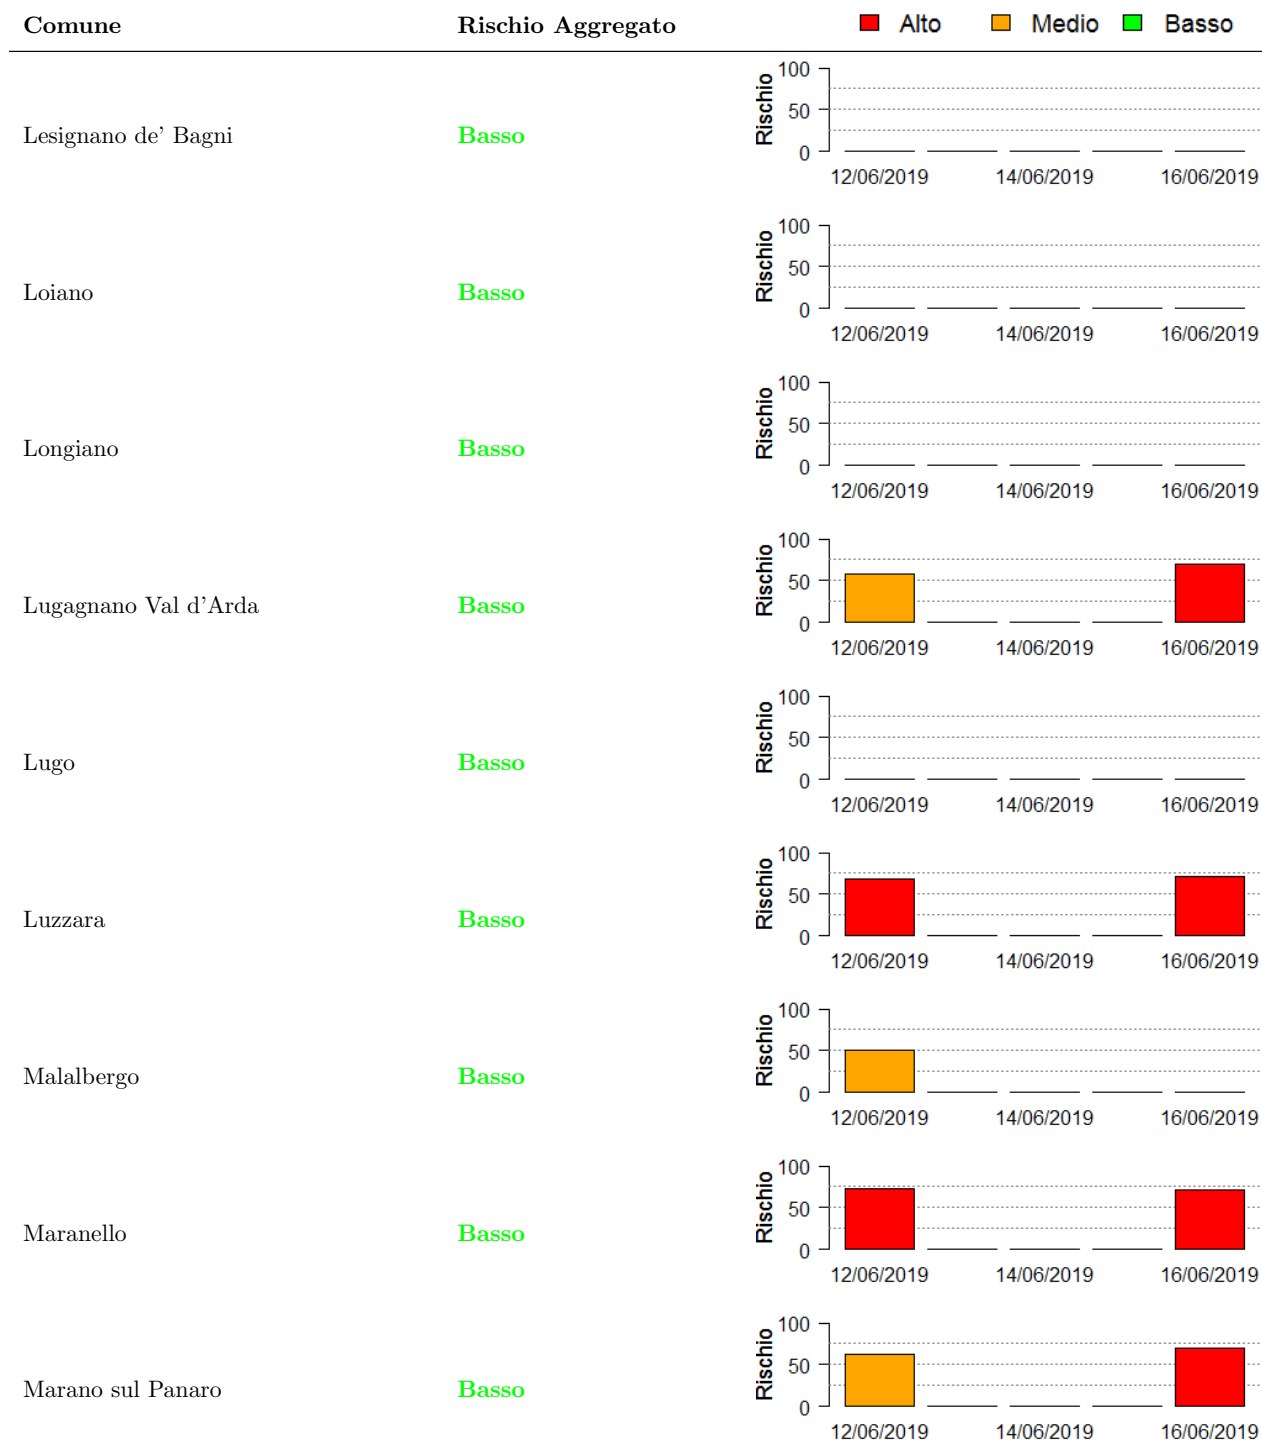 Comune Rischio Aggregato Alto Medio Basso
100
50
0
Rischio
Lesignano de' Bagni Basso
12/06/2019 14/06/2019 16/06/2019
100
50
0
Rischio
Loiano Basso
12/06/2019 14/06/2019 16/06/2019
100
50
0
Rischio
Longiano Basso
12/06/2019 14/06/2019 16/06/2019
100
50
0
Rischio
Lugagnano Val d'Arda Basso
12/06/2019 14/06/2019 16/06/2019
100
50
0
Rischio
Lugo Basso
12/06/2019 14/06/2019 16/06/2019
100
50
0
Rischio
Luzzara Basso
12/06/2019 14/06/2019 16/06/2019
100
50
0
Rischio
Malalbergo Basso
12/06/2019 14/06/2019 16/06/2019
100
50
0
Rischio
Maranello Basso
12/06/2019 14/06/2019 16/06/2019
100
50
0
Rischio
Marano sul Panaro Basso
12/06/2019 14/06/2019 16/06/2019